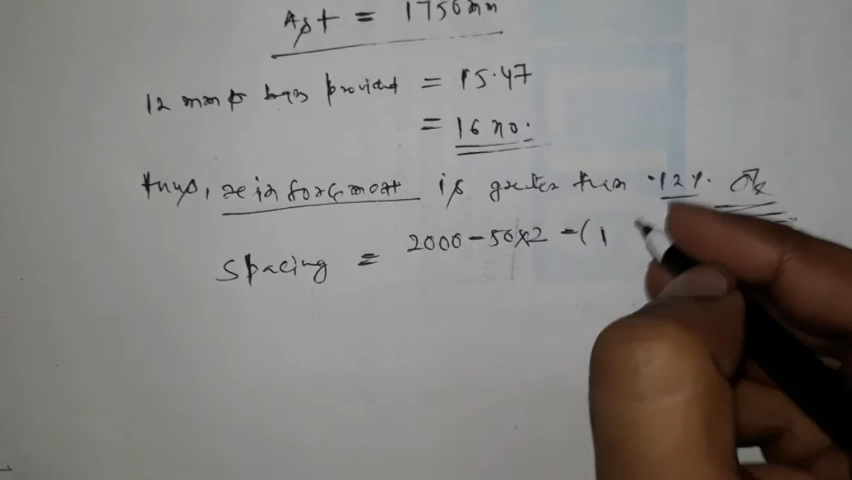 Ast = 1750mm
12 mm ϕ bars provided = 15.47
= 16 no.
thus, reinforcement is greater than .12%. Ok
Spacing = 2000-50x2 -(1